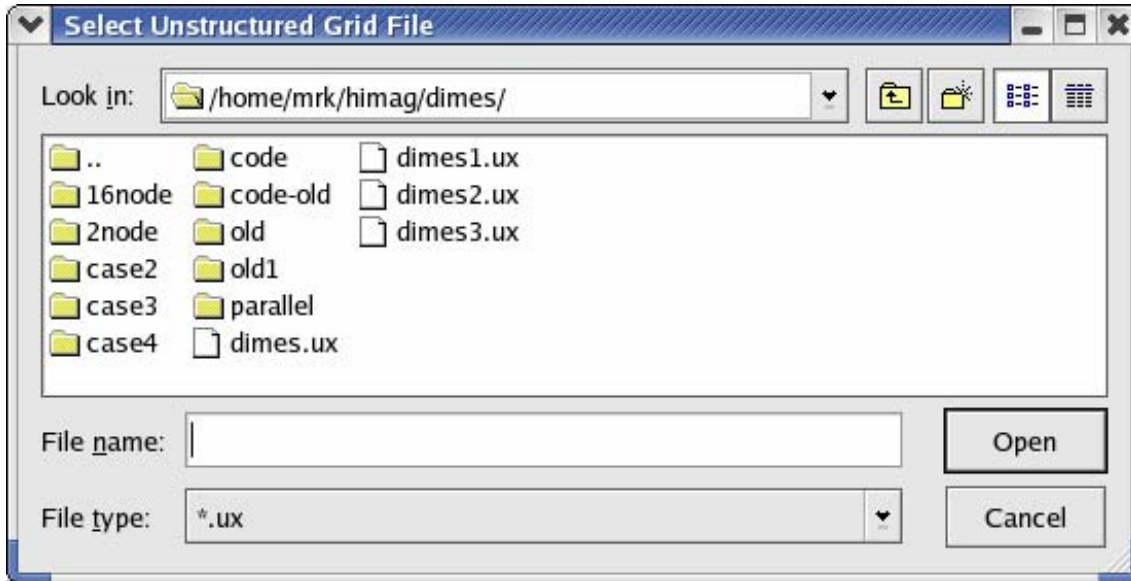 Select Unstructured Grid File
Look in: /home/mrk/himag/dimes/
.. code dimes1.ux
16node code-old dimes2.ux
2node old dimes3.ux
case2 old1
case3 parallel
case4 dimes.ux
File name: Open
File type: *.ux Cancel